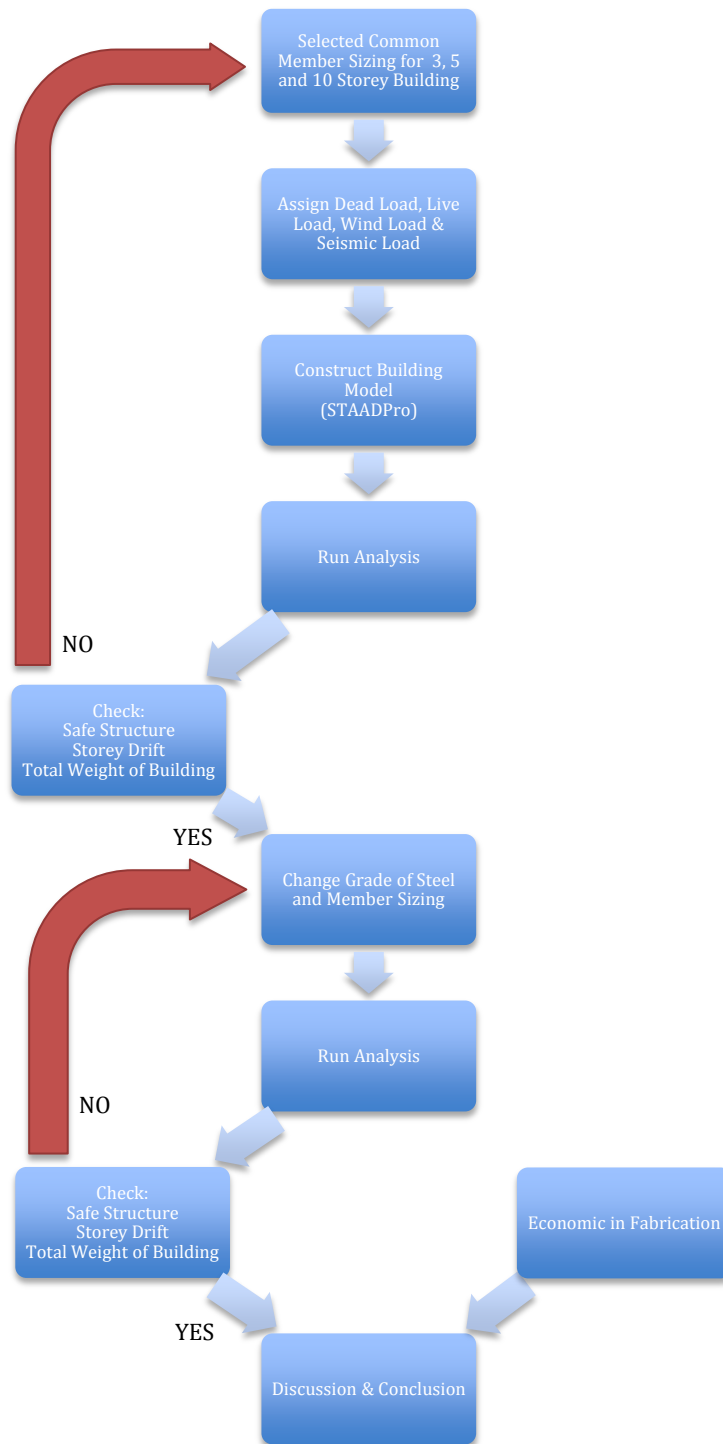 Selected Common
Member Sizing for 3, 5
and 10 Storey Building
Assign Dead Load, Live
Load, Wind Load &
Seismic Load
Construct Building
Model
(STAADPro)
Run Analysis
NO
Check:
Safe Structure
Storey Drift
Total Weight of Building
YES
Change Grade of Steel
and Member Sizing
Run Analysis
NO
Check:
Safe Structure
Storey Drift
Total Weight of Building
Economic in Fabrication
YES
Discussion & Conclusion